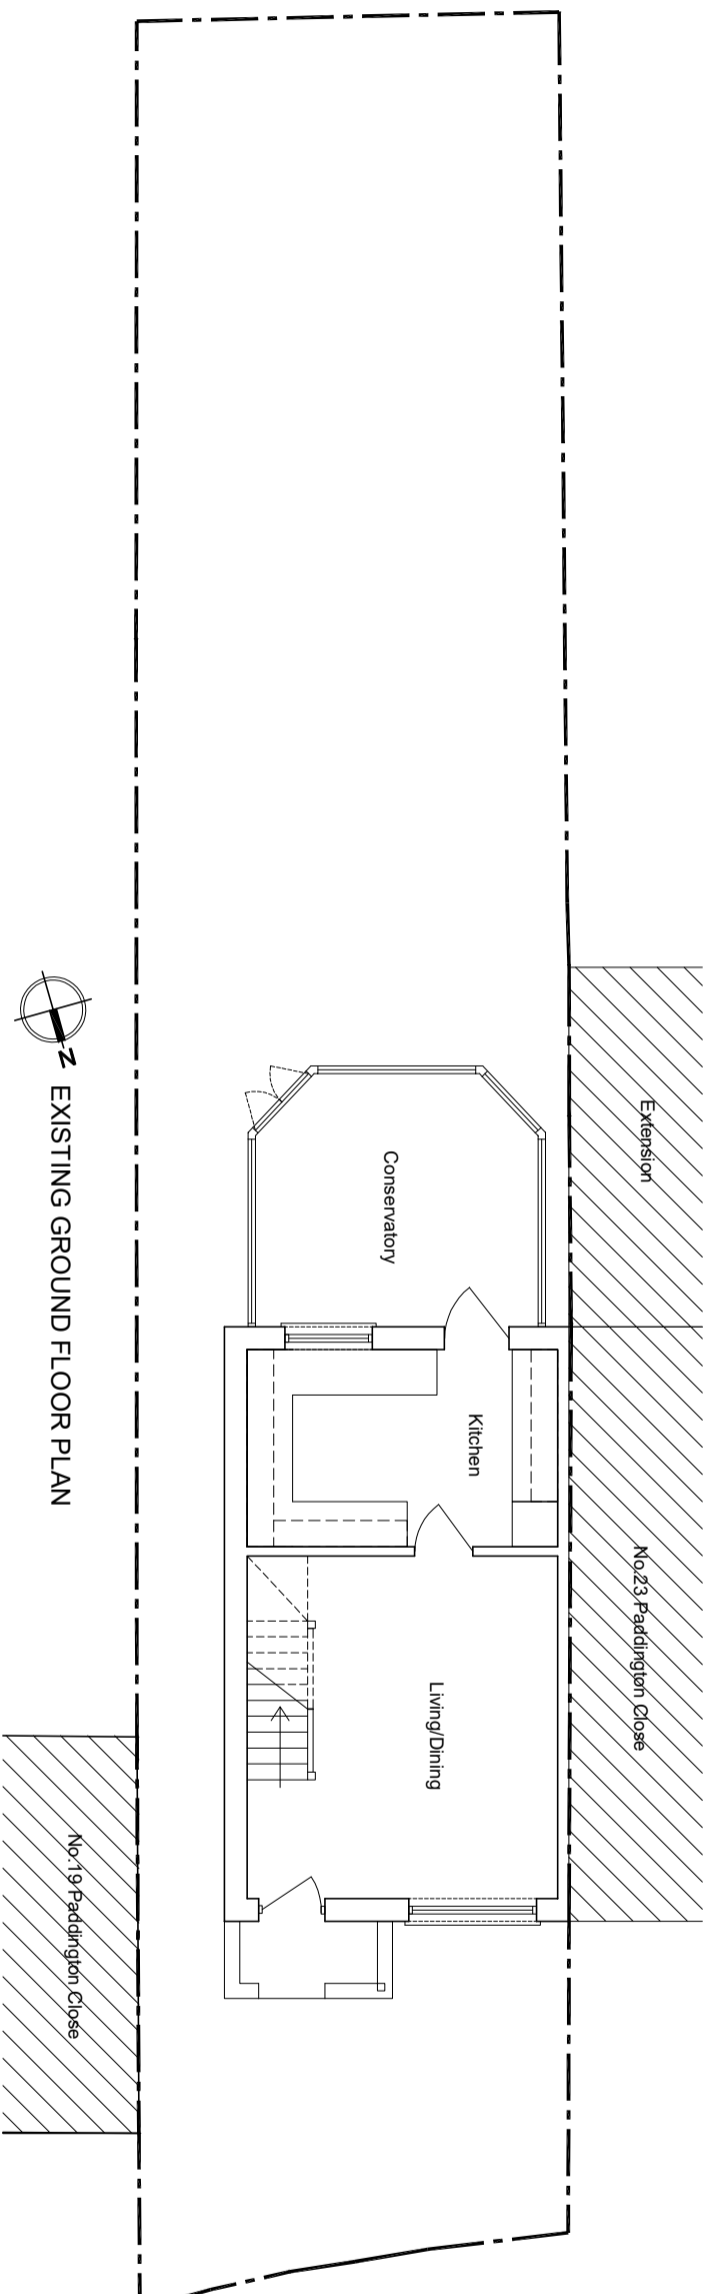 Extension
Conservatory
Kitchen
No.23 Paddington Close
Living/Dining
No.19 Paddington Close
N
EXISTING GROUND FLOOR PLAN